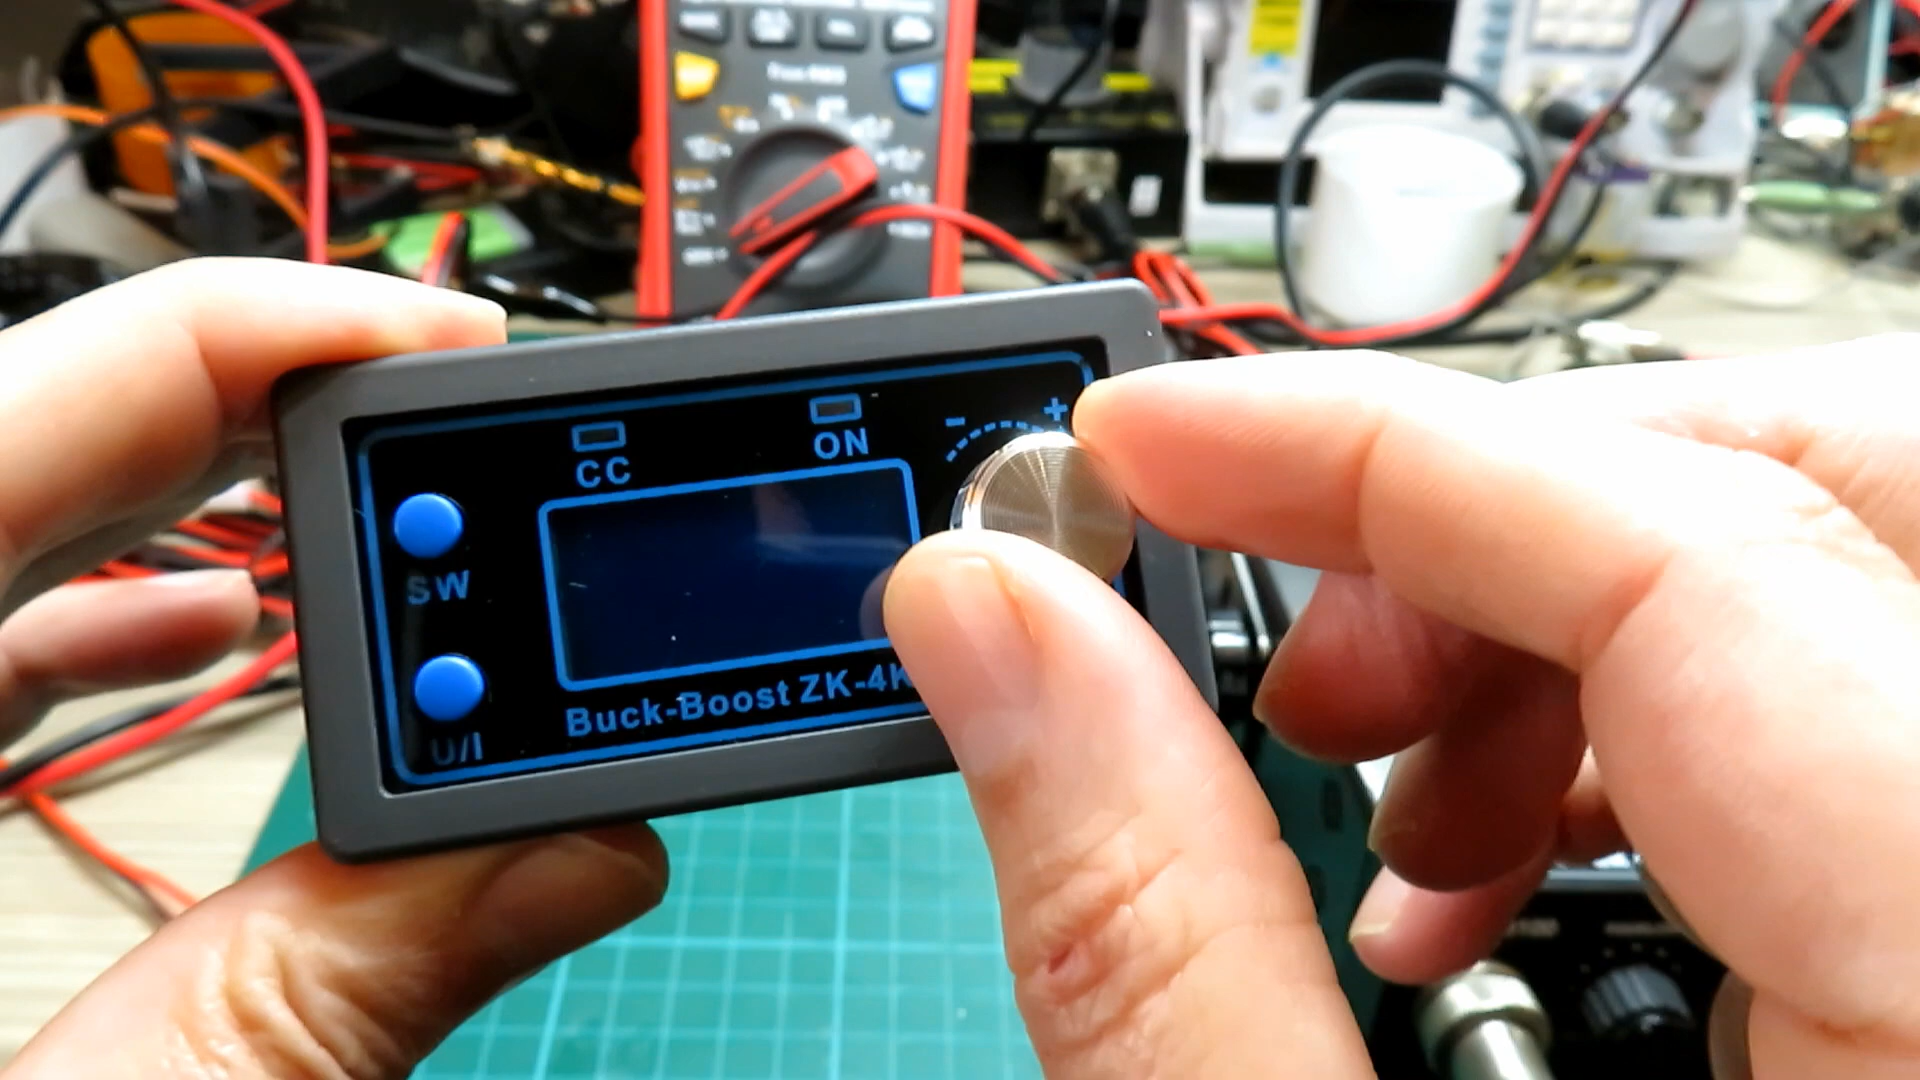 - +
ON
CC
SW
Buck-Boost ZK-4K
U/I